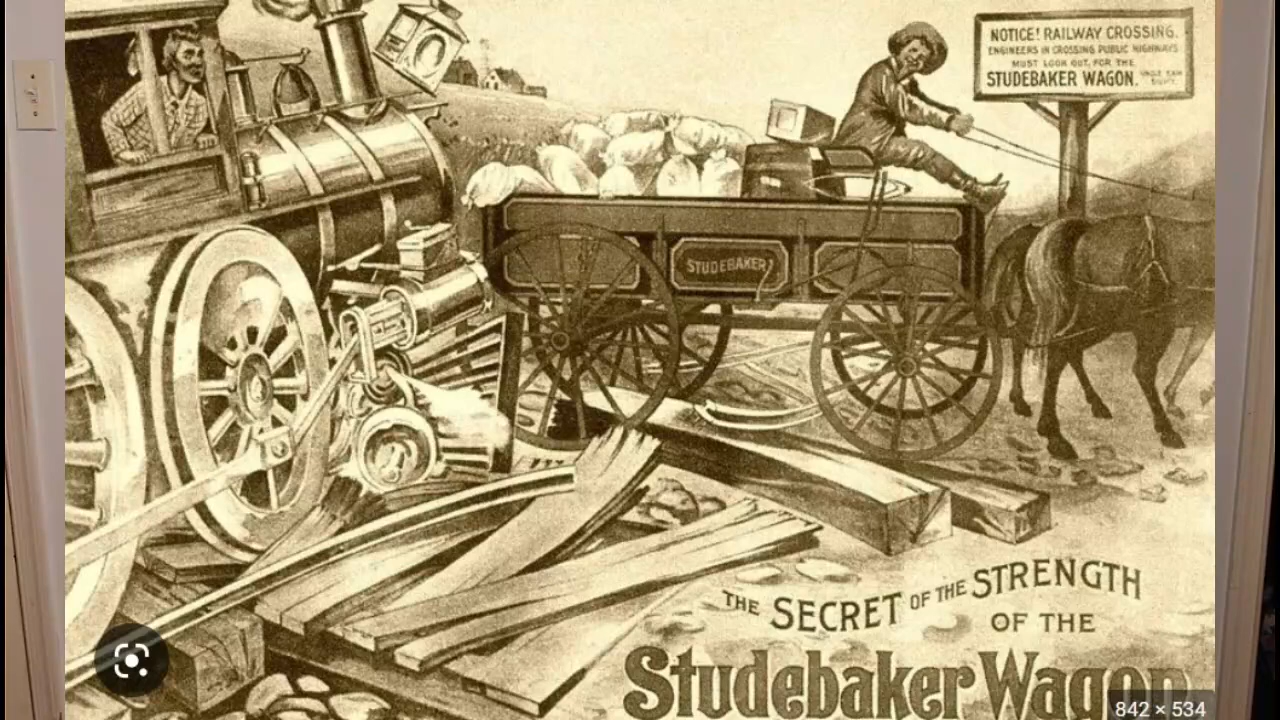 NOTICE! RAILWAY CROSSING.
ENGINEERS IN CROSSING PUBLIC HIGHWAYS
MUST LOOK OUT FOR THE
STUDEBAKER WAGON.
STUDEBAKER
THE SECRET OF THE STRENGTH
OF THE
Studebaker Wagon
842 × 534